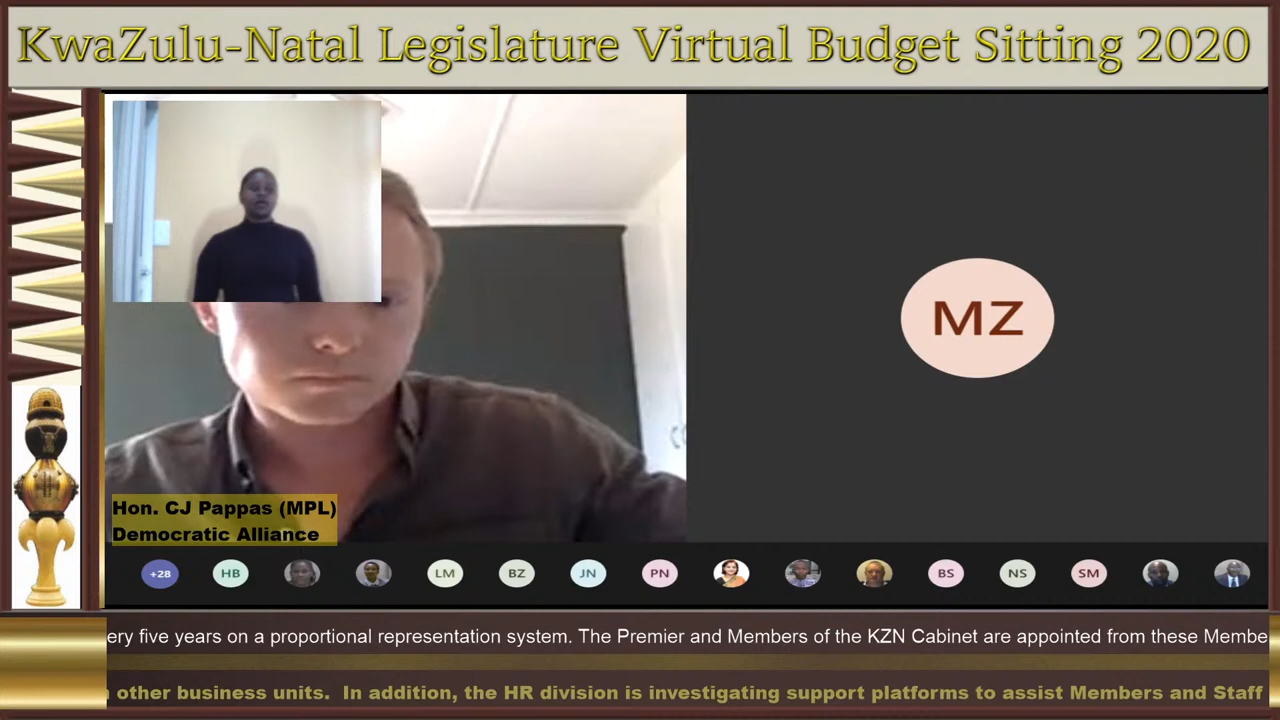 KwaZulu-Natal Legislature Virtual Budget Sitting 2020
MZ
Hon. CJ Pappas (MPL)
Democratic Alliance
+28 HB LM BZ JN PN BS NS SM
ery five years on a proportional representation system. The Premier and Members of the KZN Cabinet are appointed from these Membe
other business units. In addition, the HR division is investigating support platforms to assist Members and Staff